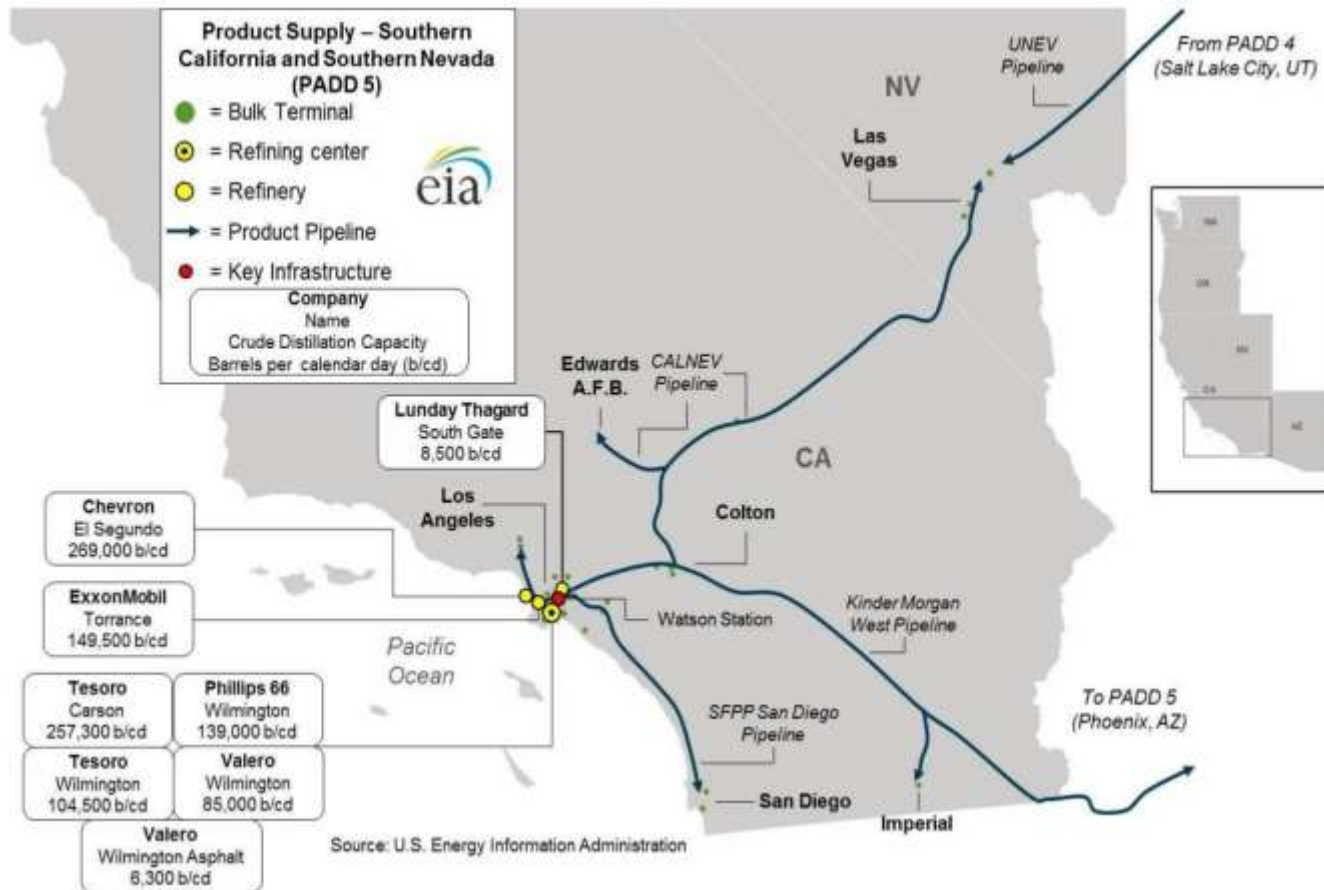 Product Supply – Southern
California and Southern Nevada
(PADD 5)
= Bulk Terminal
= Refining center
= Refinery
= Product Pipeline
= Key Infrastructure
eia
Company
Name
Crude Distillation Capacity
Barrels per calendar day (b/cd)
UNEV
Pipeline
From PADD 4
(Salt Lake City, UT)
NV
Las
Vegas
WA
OR
NV
CA
AZ
Edwards
A.F.B.
CALNEV
Pipeline
Lunday Thagard
South Gate
8,500 b/cd
CA
Los
Angeles
Colton
Chevron
El Segundo
269,000 b/cd
ExxonMobil
Torrance
149,500 b/cd
Watson Station
Kinder Morgan
West Pipeline
Pacific
Ocean
Tesoro
Carson
257,300 b/cd
Phillips 66
Wilmington
139,000 b/cd
SFPP San Diego
Pipeline
To PADD 5
(Phoenix, AZ)
Tesoro
Wilmington
104,500 b/cd
Valero
Wilmington
85,000 b/cd
San Diego
Imperial
Valero
Wilmington Asphalt
6,300 b/cd
Source: U.S. Energy Information Administration